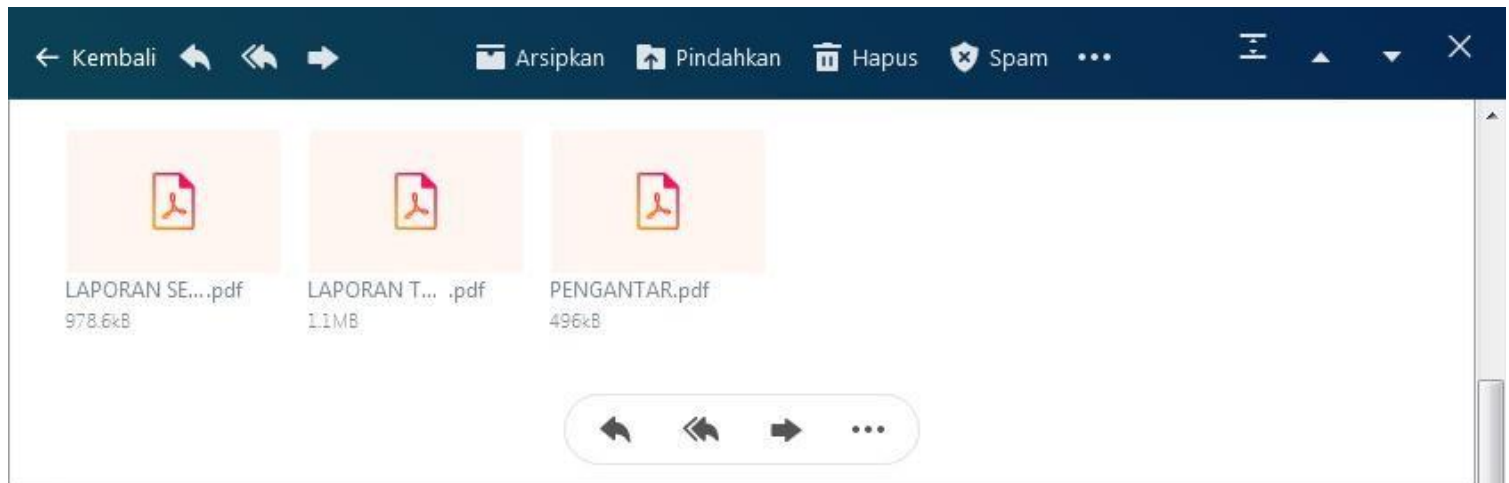 Kembali Arsipkan Pindahkan Hapus Spam
LAPORAN SE....pdf LAPORAN T... .pdf PENGANTAR.pdf
978.6kB 1.1MB 496kB